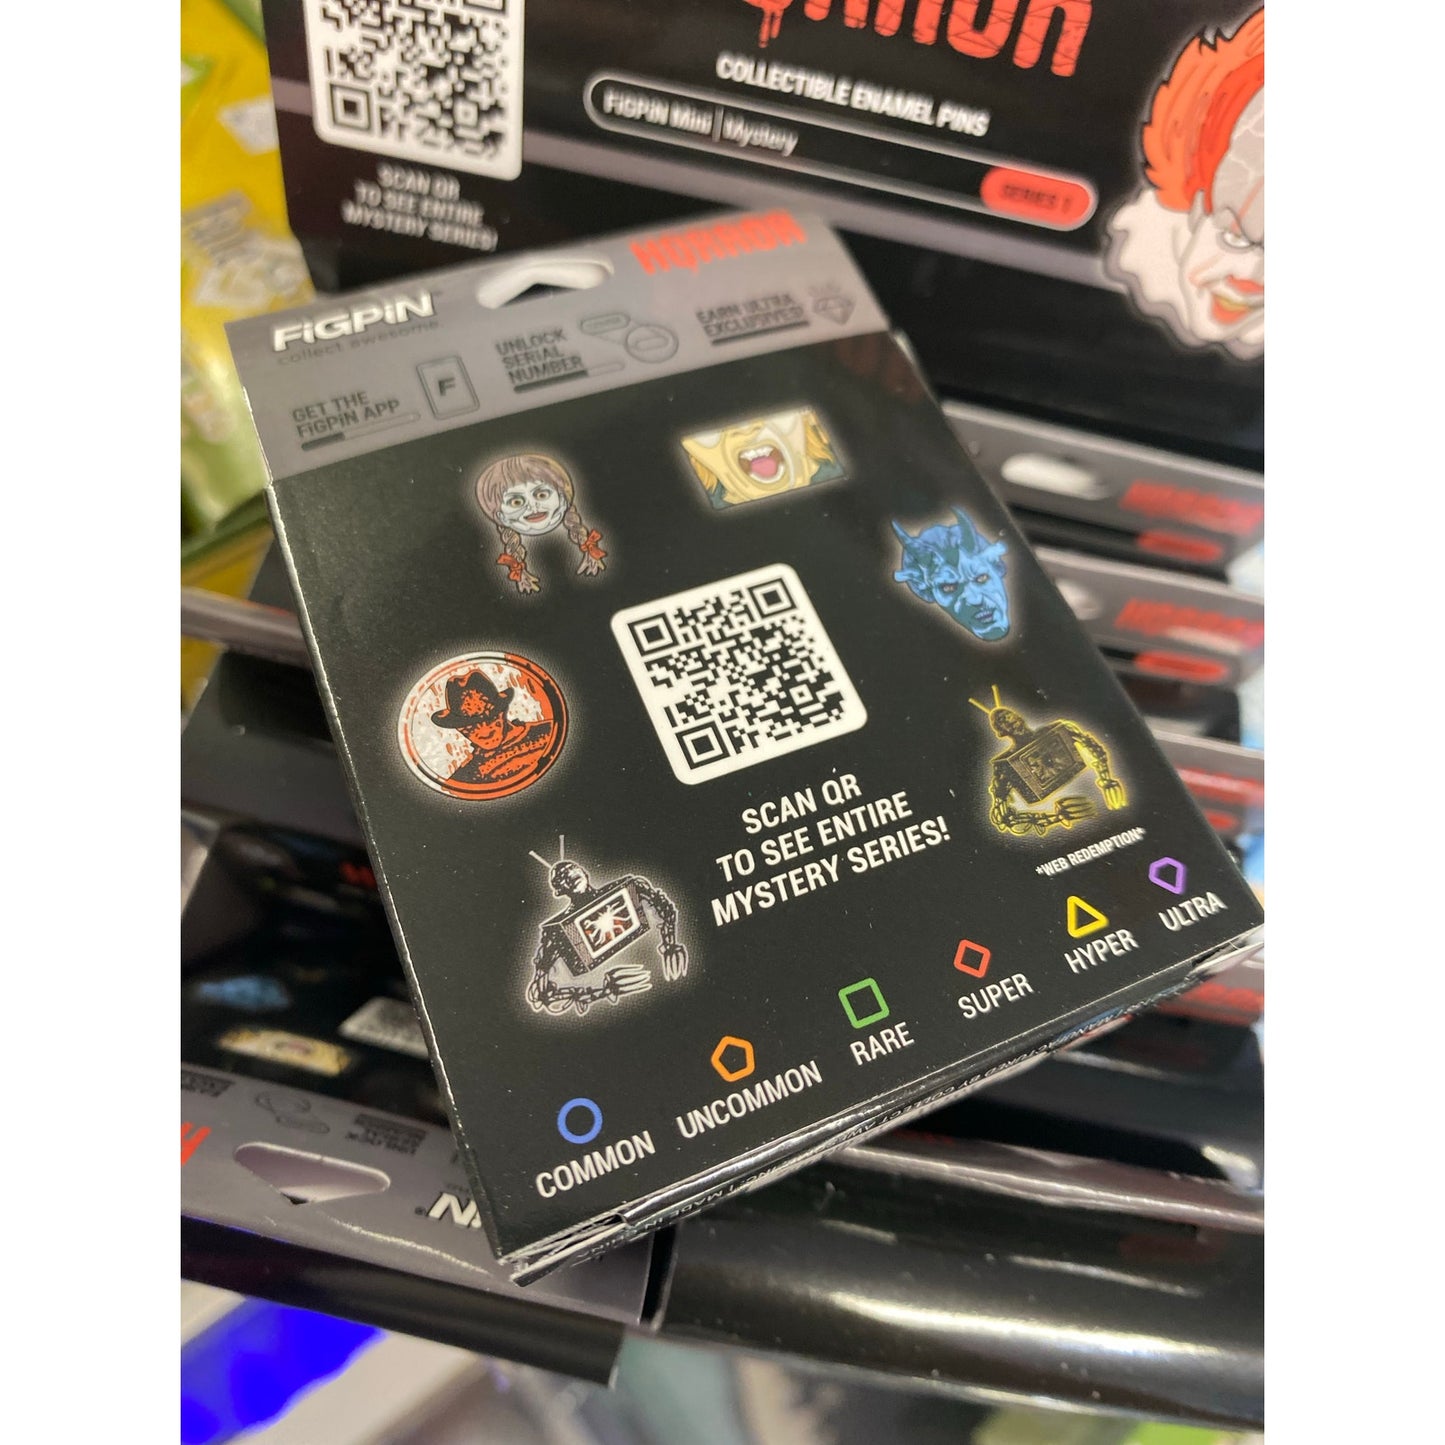 HORROR
COLLECTIBLE ENAMEL PINS
FiGPiN Mini | Mystery
SERIES 1
SCAN QR
TO SEE ENTIRE
MYSTERY SERIES!
HORROR
FiGPiN
collect awesome.
GET THE
FiGPiN APP
F
UNLOCK
SERIAL
NUMBER
EARN ULTRA
EXCLUSIVES!
SCAN QR
TO SEE ENTIRE
MYSTERY SERIES!
*WEB REDEMPTION*
COMMON
UNCOMMON
RARE
SUPER
HYPER
ULTRA